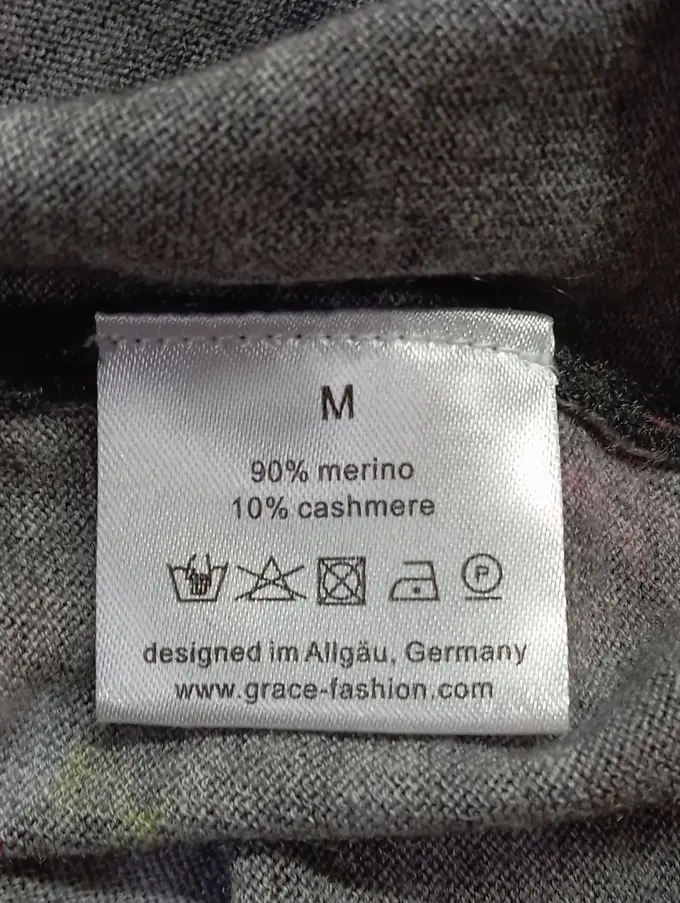 M
90% merino
10% cashmere
P
designed im Allgäu, Germany
www.grace-fashion.com